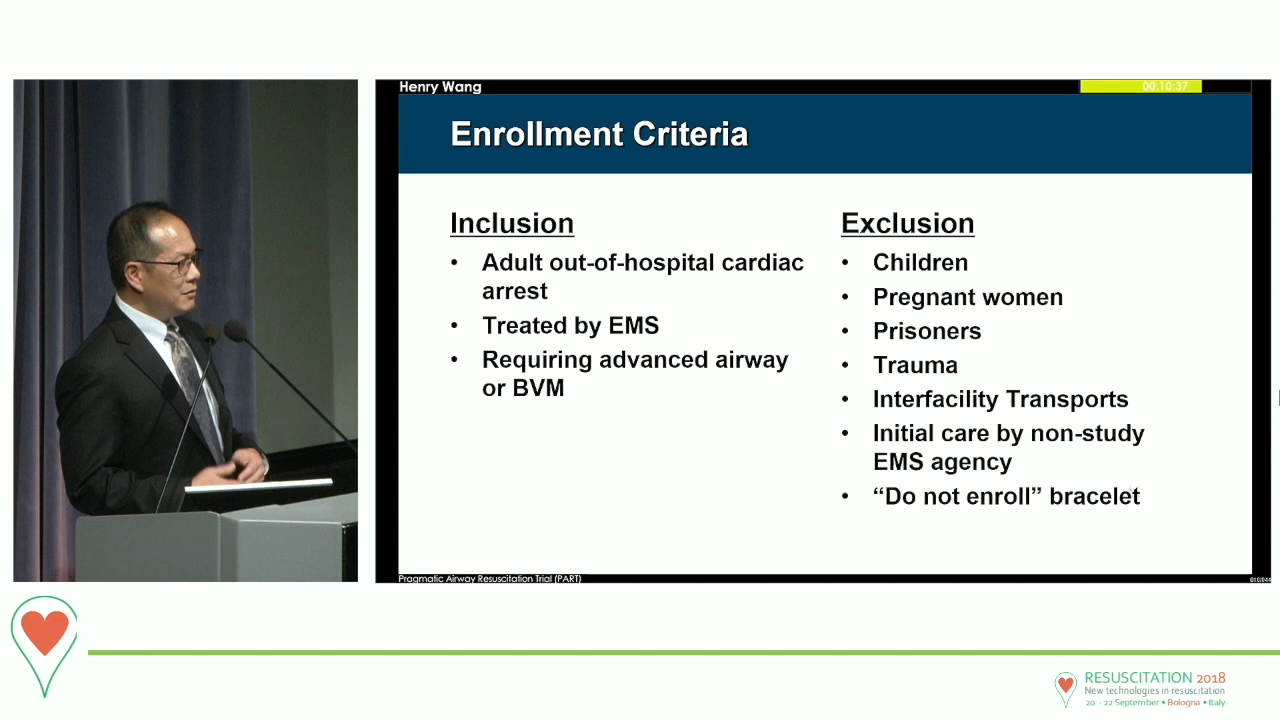 Henry Wang
00:10:37
Enrollment Criteria
Inclusion
• Adult out-of-hospital cardiac
arrest
• Treated by EMS
• Requiring advanced airway
or BVM
Exclusion
• Children
• Pregnant women
• Prisoners
• Trauma
• Interfacility Transports
• Initial care by non-study
EMS agency
• “Do not enroll” bracelet
Pragmatic Airway Resuscitation Trial (PART)
010/044
RESUSCITATION 2018
New technologies in resuscitation
20 - 22 September • Bologna • Italy